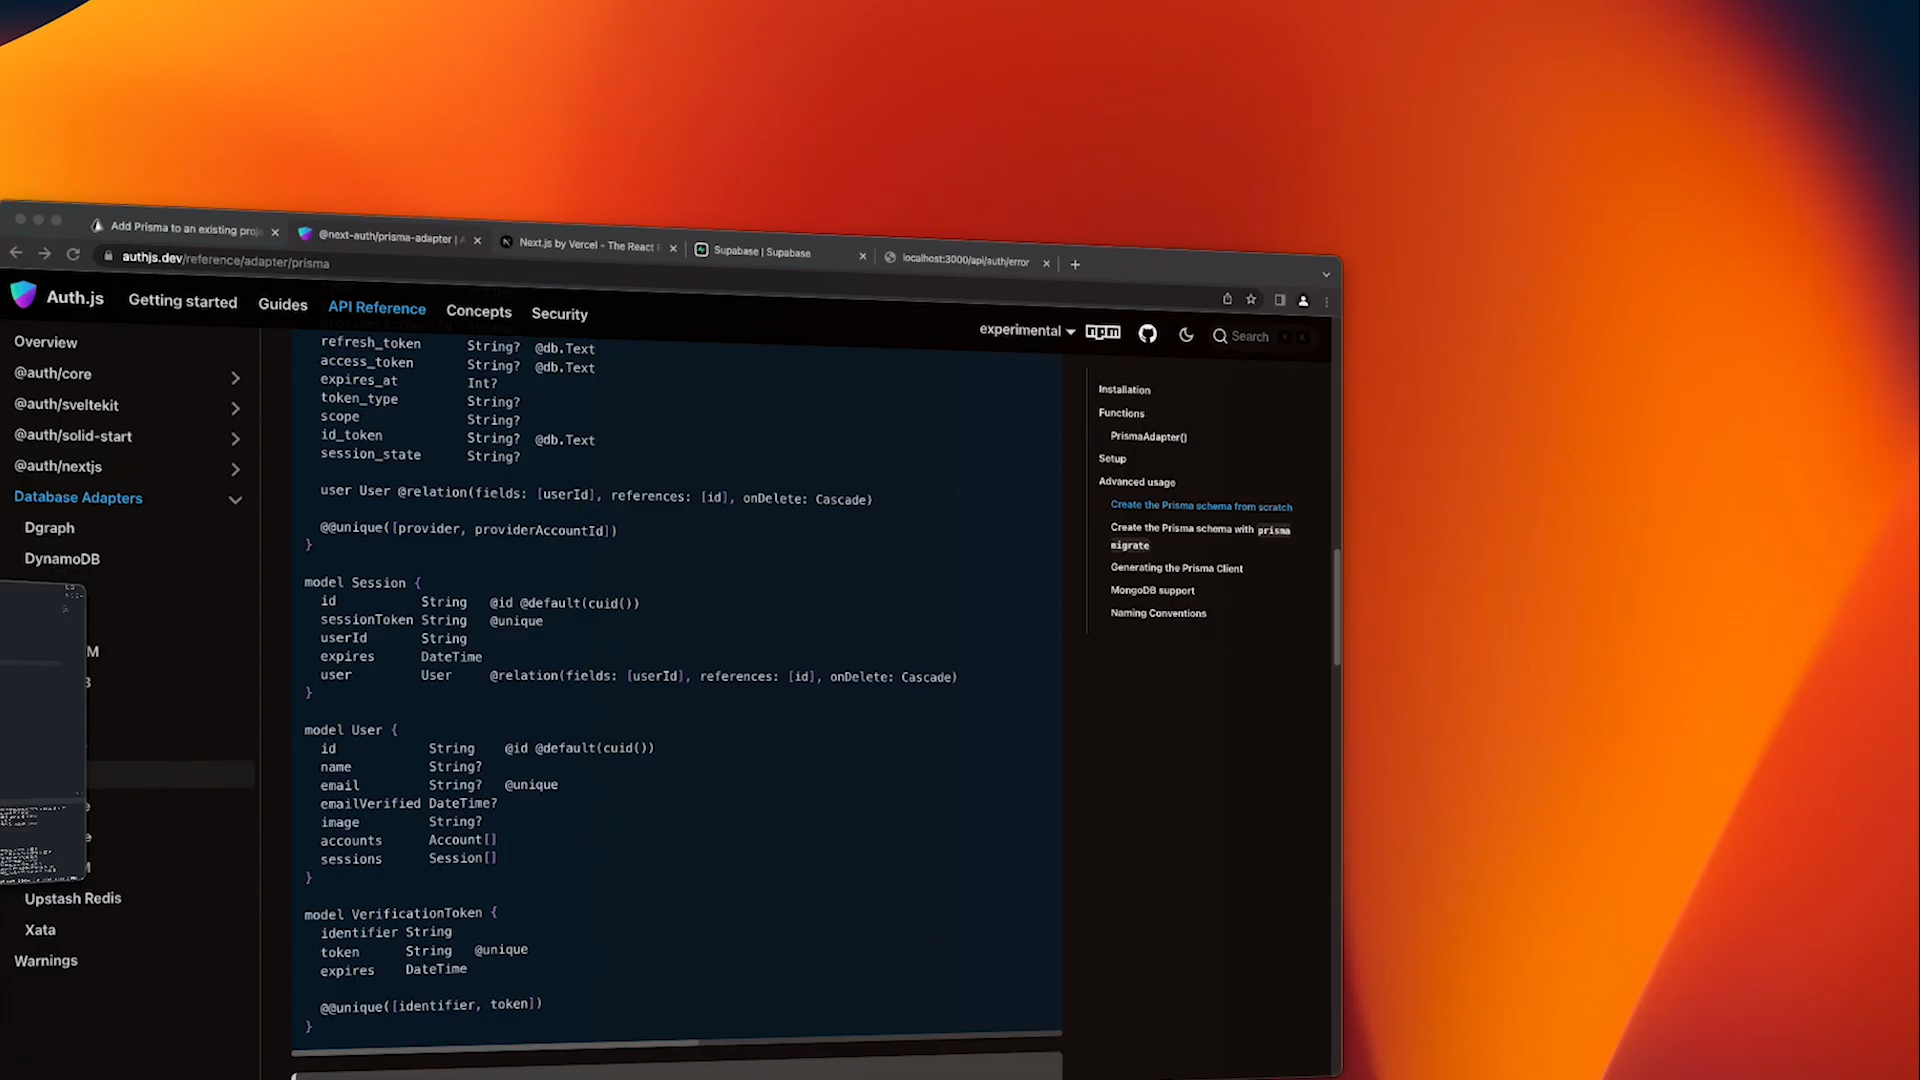 Add Prisma to an existing proj
@next-auth/prisma-adapter | A
Next.js by Vercel - The React F
Supabase | Supabase
localhost:3000/api/auth/error
authjs.dev/reference/adapter/prisma
Auth.js
Getting started
Guides
API Reference
Concepts
Security
experimental
npm
Search
K
Overview
@auth/core
@auth/sveltekit
@auth/solid-start
@auth/nextjs
Database Adapters
Dgraph
DynamoDB
M
B
Upstash Redis
Xata
Warnings
refresh_token String? @db.Text
access_token String? @db.Text
expires_at Int?
token_type String?
scope String?
id_token String? @db.Text
session_state String?
user User @relation(fields: [userId], references: [id], onDelete: Cascade)
@@unique([provider, providerAccountId])
}
model Session {
id String @id @default(cuid())
sessionToken String @unique
userId String
expires DateTime
user User @relation(fields: [userId], references: [id], onDelete: Cascade)
}
model User {
id String @id @default(cuid())
name String?
email String? @unique
emailVerified DateTime?
image String?
accounts Account[]
sessions Session[]
}
model VerificationToken {
identifier String
token String @unique
expires DateTime
@@unique([identifier, token])
}
Installation
Functions
PrismaAdapter()
Setup
Advanced usage
Create the Prisma schema from scratch
Create the Prisma schema with prisma
migrate
Generating the Prisma Client
MongoDB support
Naming Conventions